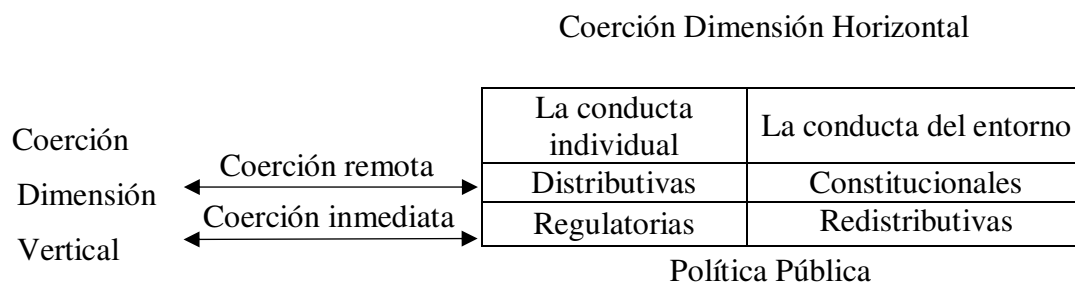 Coerción Dimensión Horizontal
La conducta
individual
La conducta del entorno
Coerción
Dimensión
Vertical
Coerción remota
Distributivas
Constitucionales
Coerción inmediata
Regulatorias
Redistributivas
Política Pública